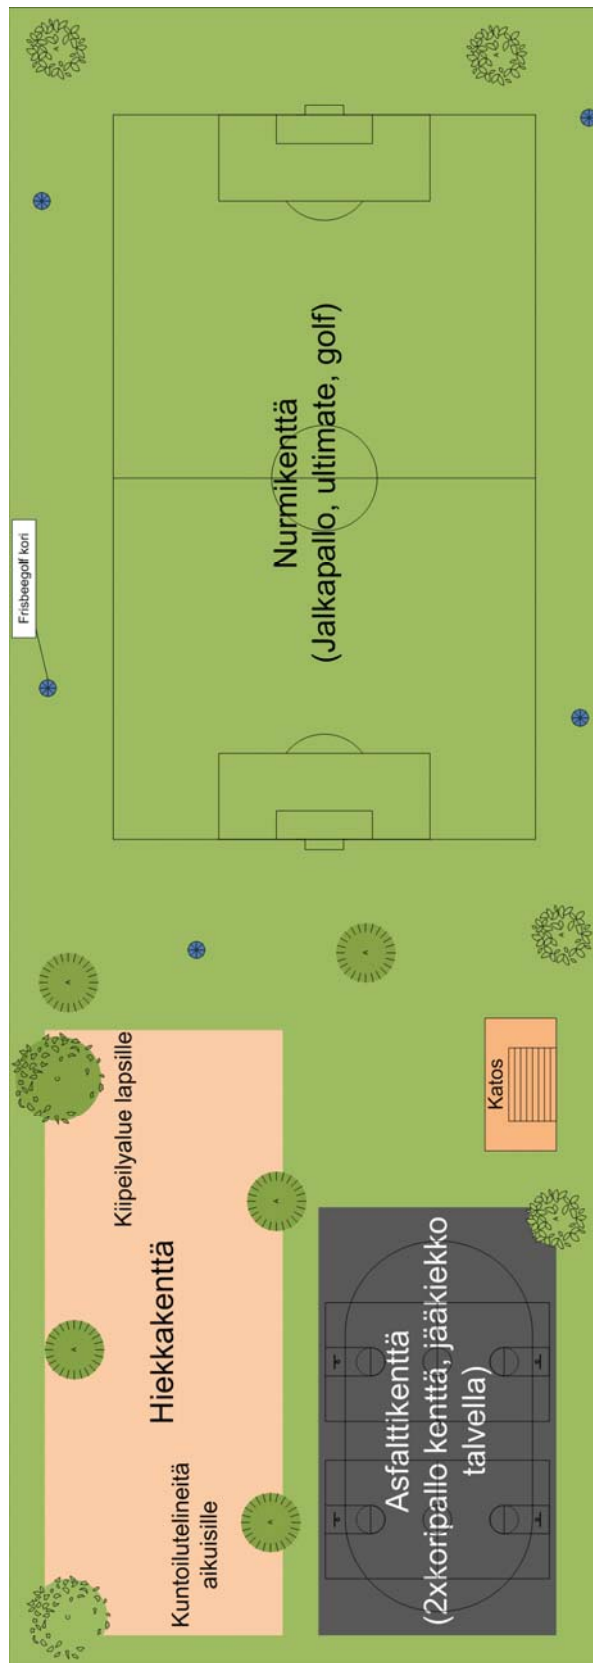 Nurmikenttä
(Jalkapallo, ultimate, golf)
Frisbeegolf kori
Kiipeilyalue lapsille
Katos
Hiekkakenttä
Kuntoilutelineitä
aikuisille
Asfalttikenttä
(2xkoripallo kenttä, jääkiekko
talvella)